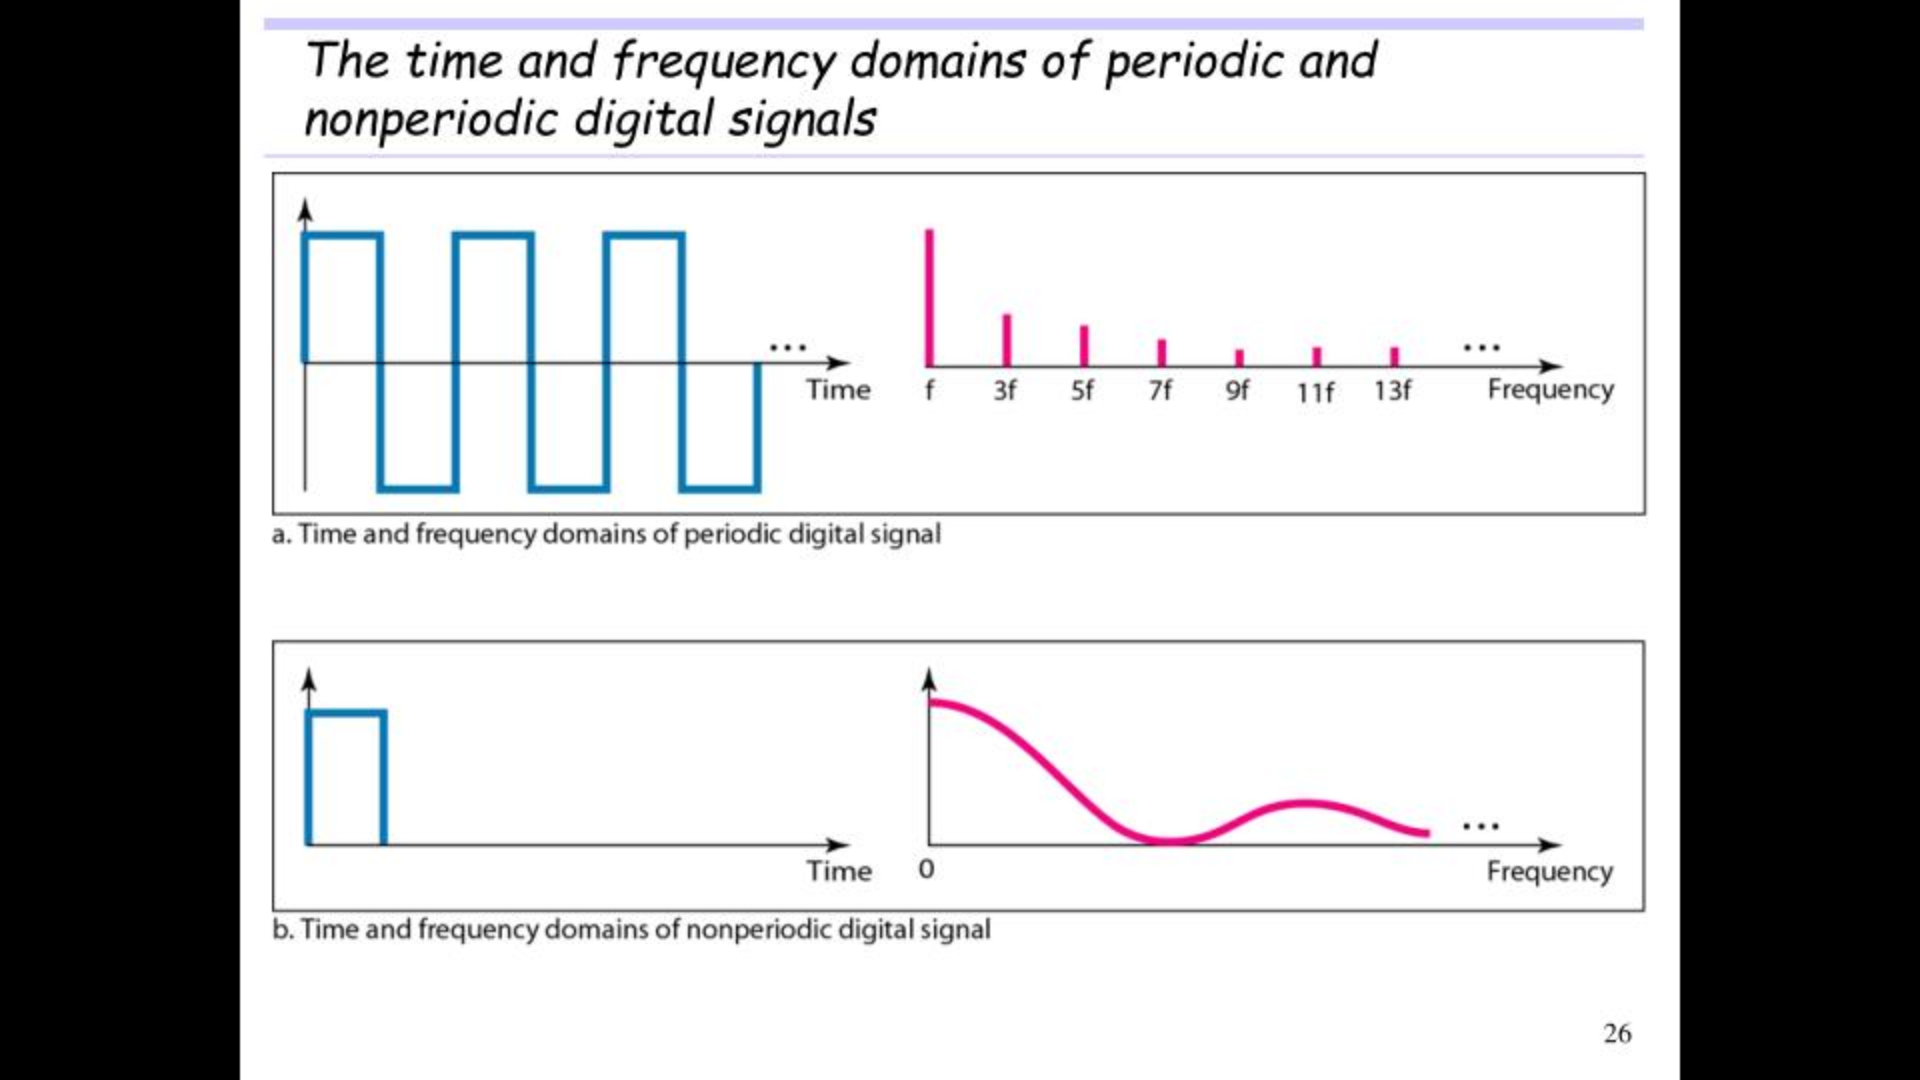 The time and frequency domains of periodic and
nonperiodic digital signals
...
Time
f 3f 5f 7f 9f 11f 13f
...
Frequency
a. Time and frequency domains of periodic digital signal
Time
0
...
Frequency
b. Time and frequency domains of nonperiodic digital signal
26